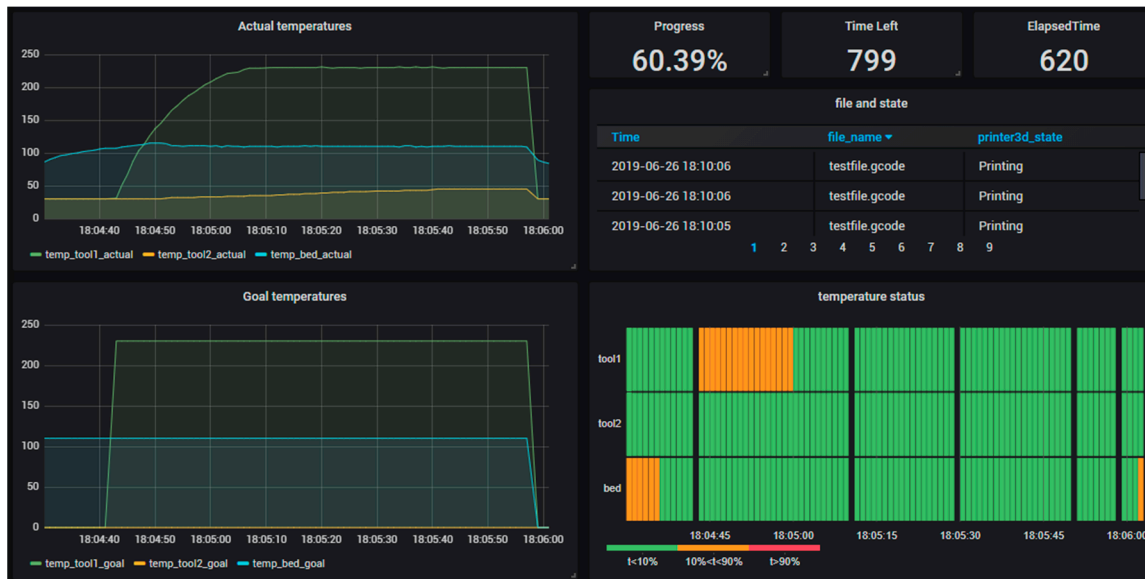 Actual temperatures
250
200
150
100
50
0
18:04:40 18:04:50 18:05:00 18:05:10 18:05:20 18:05:30 18:05:40 18:05:50 18:06:00
temp_tool1_actual temp_tool2_actual temp_bed_actual
Progress
60.39%
Time Left
799
ElapsedTime
620
file and state
Time file_name printer3d_state
2019-06-26 18:10:06 testfile.gcode Printing
2019-06-26 18:10:06 testfile.gcode Printing
2019-06-26 18:10:05 testfile.gcode Printing
1 2 3 4 5 6 7 8 9
Goal temperatures
250
200
150
100
50
0
18:04:40 18:04:50 18:05:00 18:05:10 18:05:20 18:05:30 18:05:40 18:05:50 18:06:00
temp_tool1_goal temp_tool2_goal temp_bed_goal
temperature status
tool1
tool2
bed
18:04:45 18:05:00 18:05:15 18:05:30 18:05:45 18:06:00
t<10% 10%<t<90% t>90%